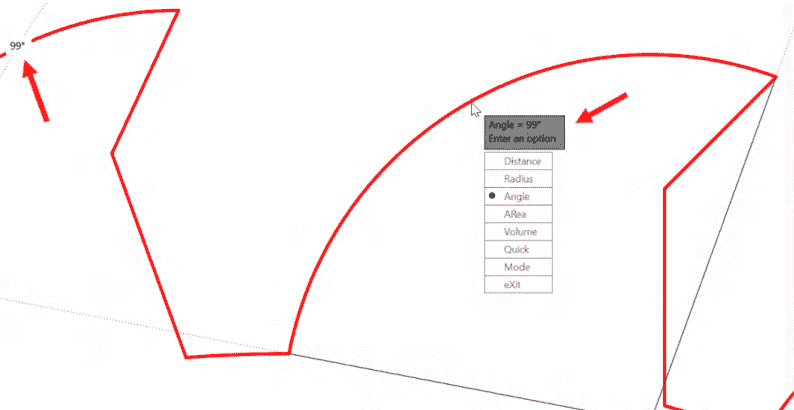 99°
Angle = 99°
Enter an option
Distance
Radius
Angle
ARea
Volume
Quick
Mode
eXit